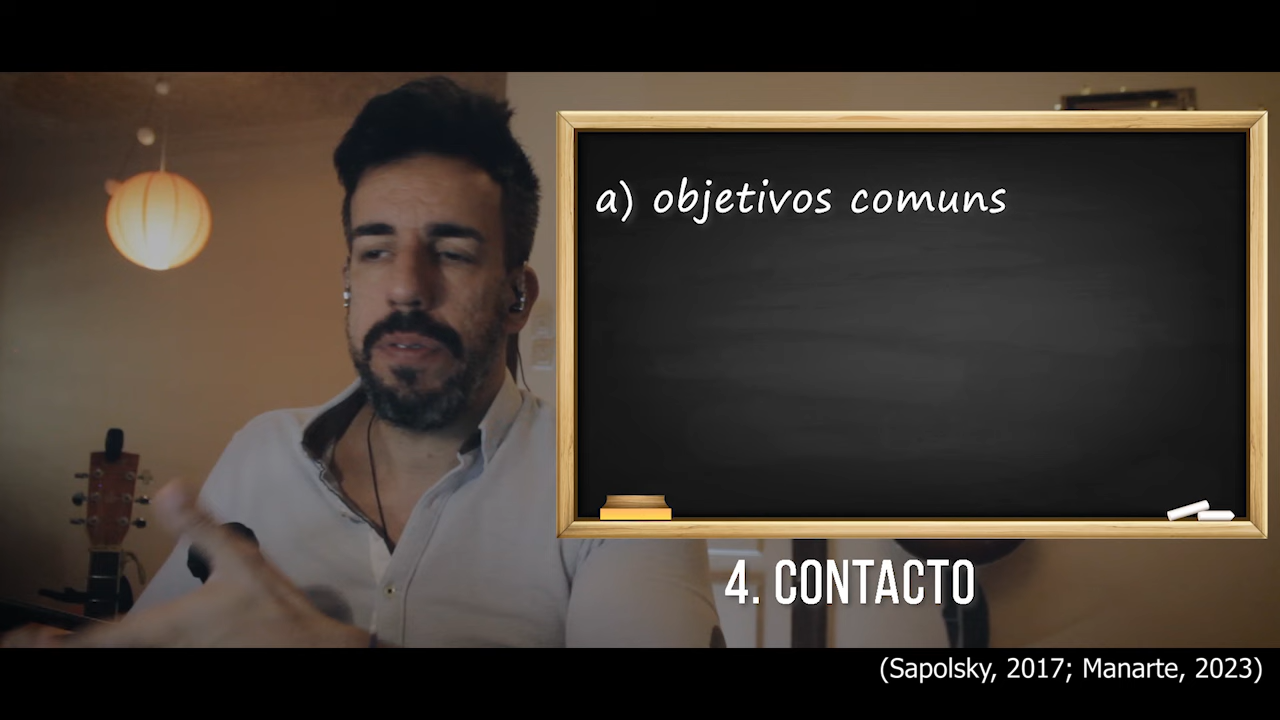 a) objetivos comuns
4. CONTACTO
(Sapolsky, 2017; Manarte, 2023)